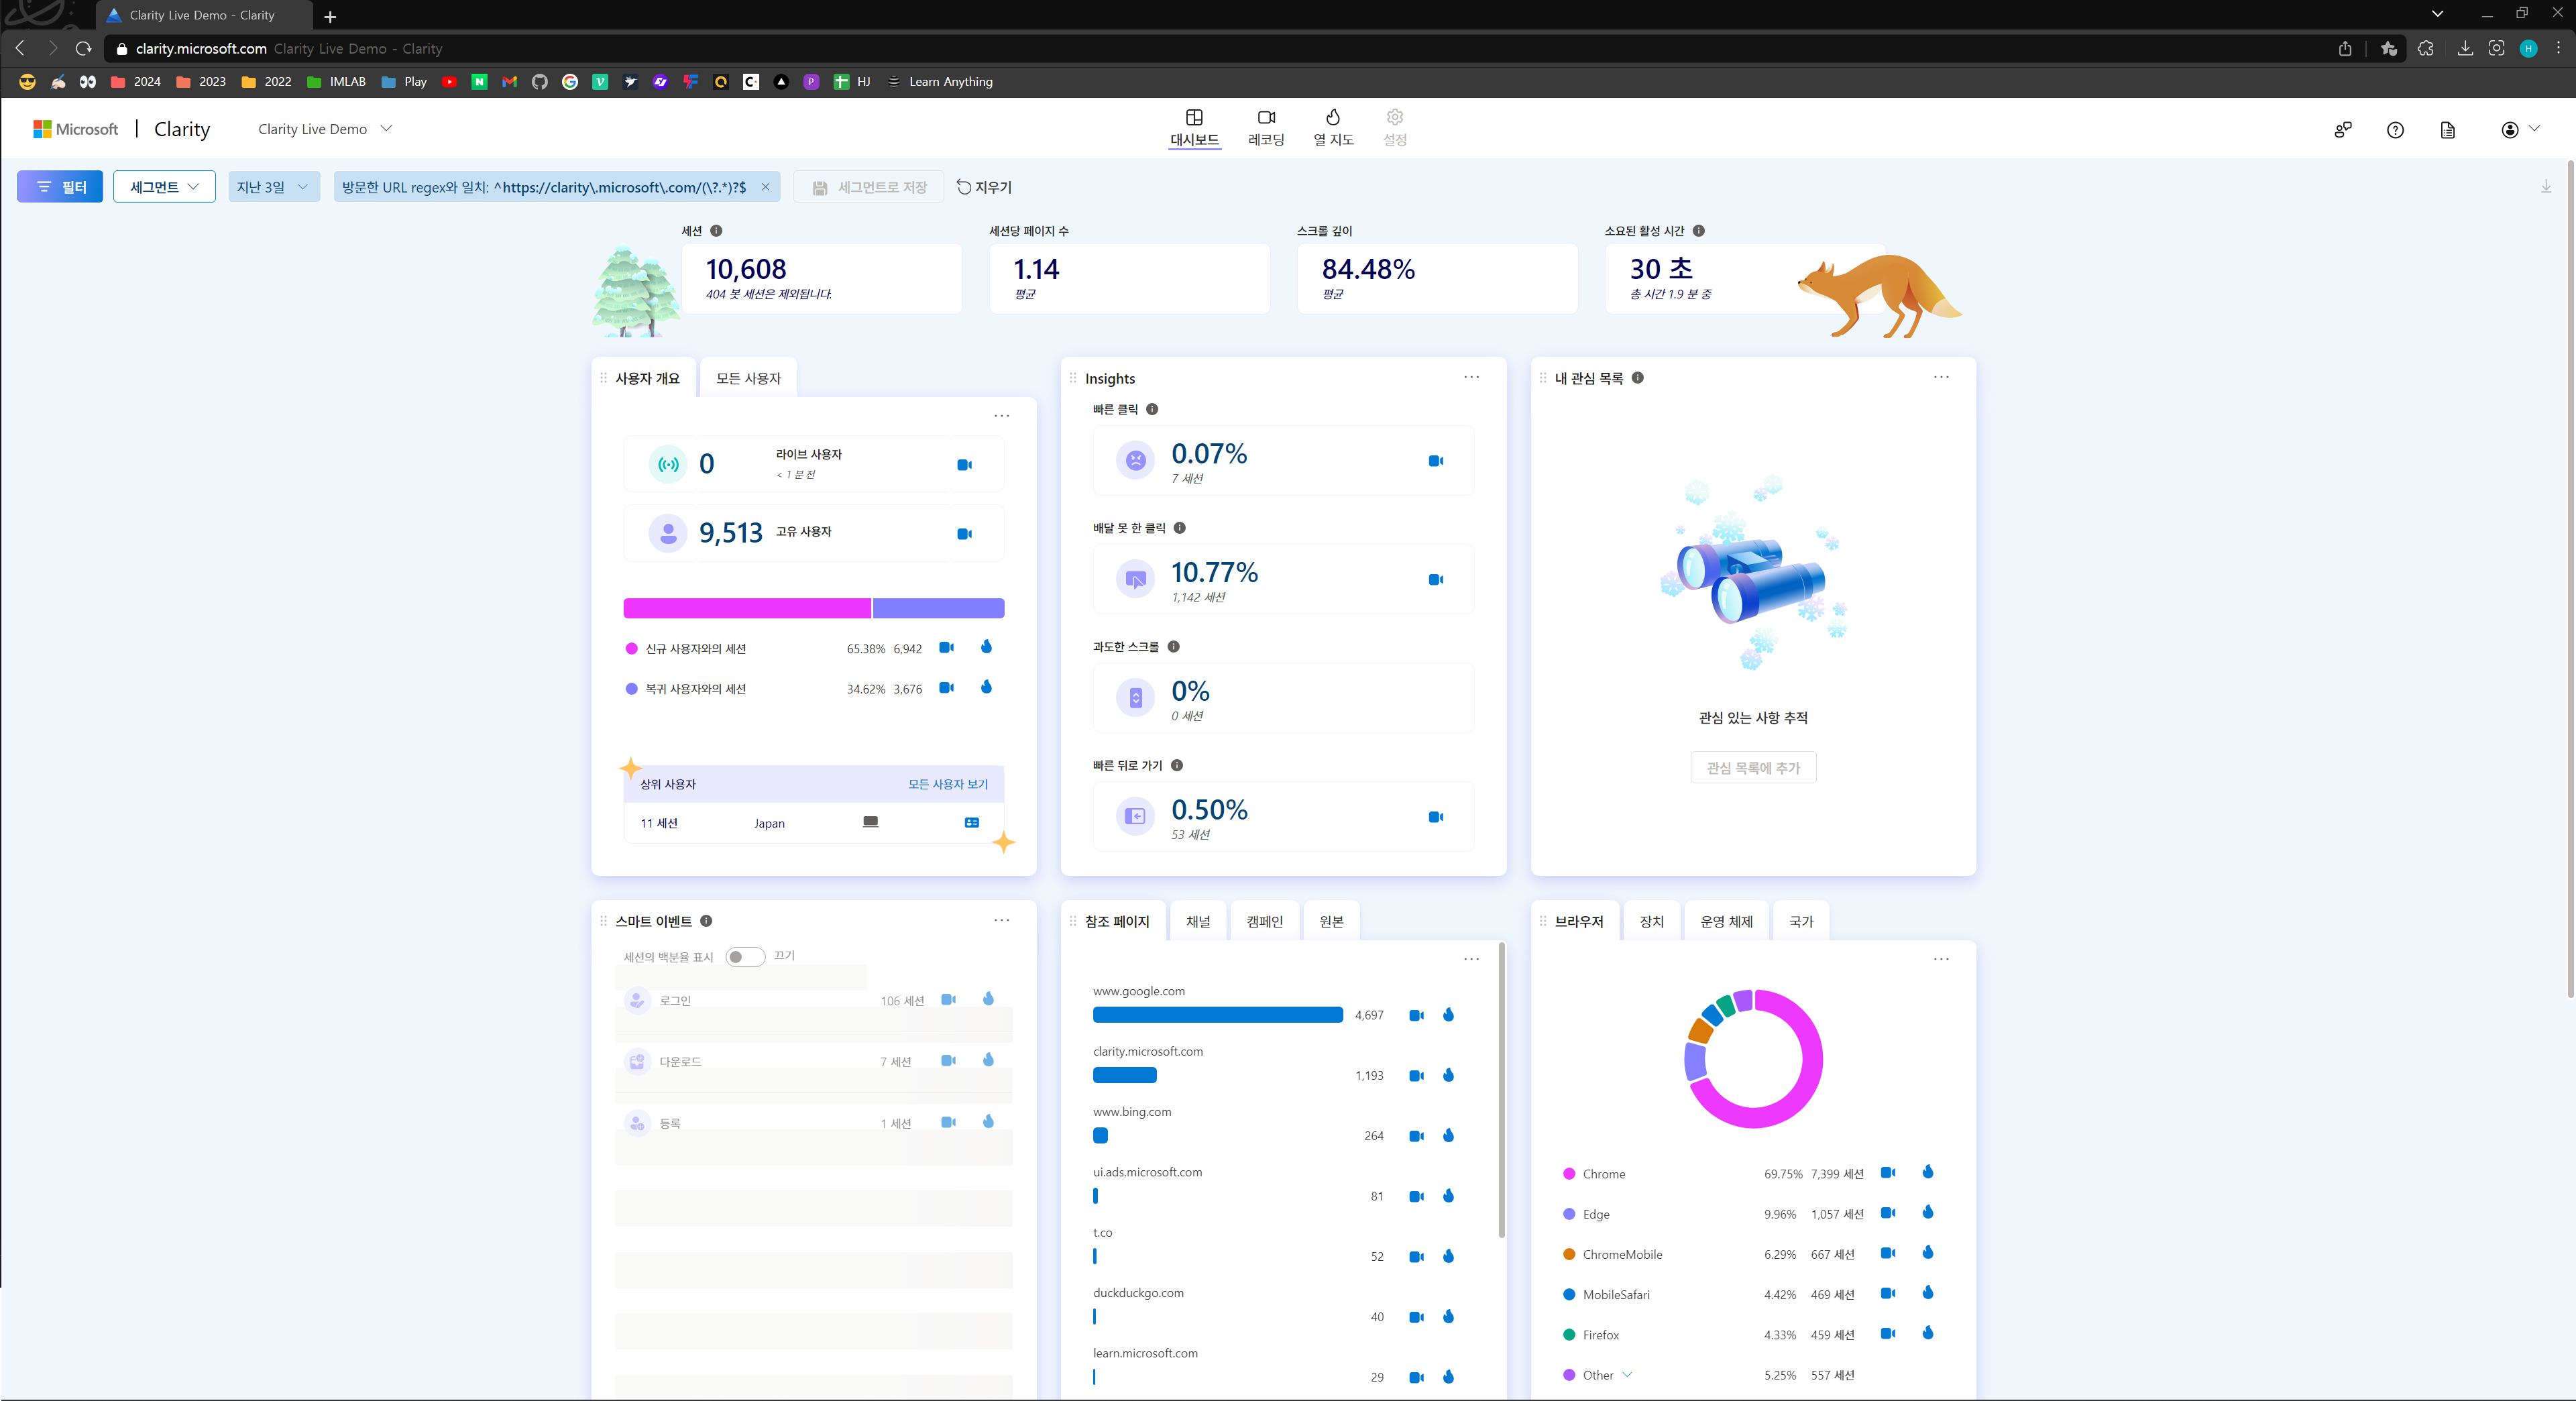 Clarity Live Demo - Clarity
clarity.microsoft.com Clarity Live Demo - Clarity
H
2024 2023 2022 IMLAB Play HJ Learn Anything
Microsoft | Clarity Clarity Live Demo
대시보드 레코딩 열 지도 설정
필터 세그먼트 지난 3일 방문한 URL regex와 일치: ^https://clarity\.microsoft\.com/(\?.*)?$ 세그먼트로 저장 지우기
세션 세션당 페이지 수 스크롤 깊이 소요된 활성 시간
10,608 1.14 84.48% 30 초
404 봇 세션은 제외됩니다. 평균 평균 총 시간 1.9 분 중
사용자 개요 모든 사용자
0 라이브 사용자
< 1 분 전
9,513 고유 사용자
신규 사용자와의 세션 65.38% 6,942
복귀 사용자와의 세션 34.62% 3,676
상위 사용자 모든 사용자 보기
11 세션 Japan
Insights
빠른 클릭
0.07%
7 세션
배달 못 한 클릭
10.77%
1,142 세션
과도한 스크롤
0%
0 세션
빠른 뒤로 가기
0.50%
53 세션
내 관심 목록
관심 있는 사항 추적
관심 목록에 추가
스마트 이벤트
세션의 백분율 표시 끄기
로그인 106 세션
다운로드 7 세션
등록 1 세션
참조 페이지 채널 캠페인 원본
www.google.com
4,697
clarity.microsoft.com
1,193
www.bing.com
264
ui.ads.microsoft.com
81
t.co
52
duckduckgo.com
40
learn.microsoft.com
29
브라우저 장치 운영 체제 국가
Chrome 69.75% 7,399 세션
Edge 9.96% 1,057 세션
ChromeMobile 6.29% 667 세션
MobileSafari 4.42% 469 세션
Firefox 4.33% 459 세션
Other 5.25% 557 세션